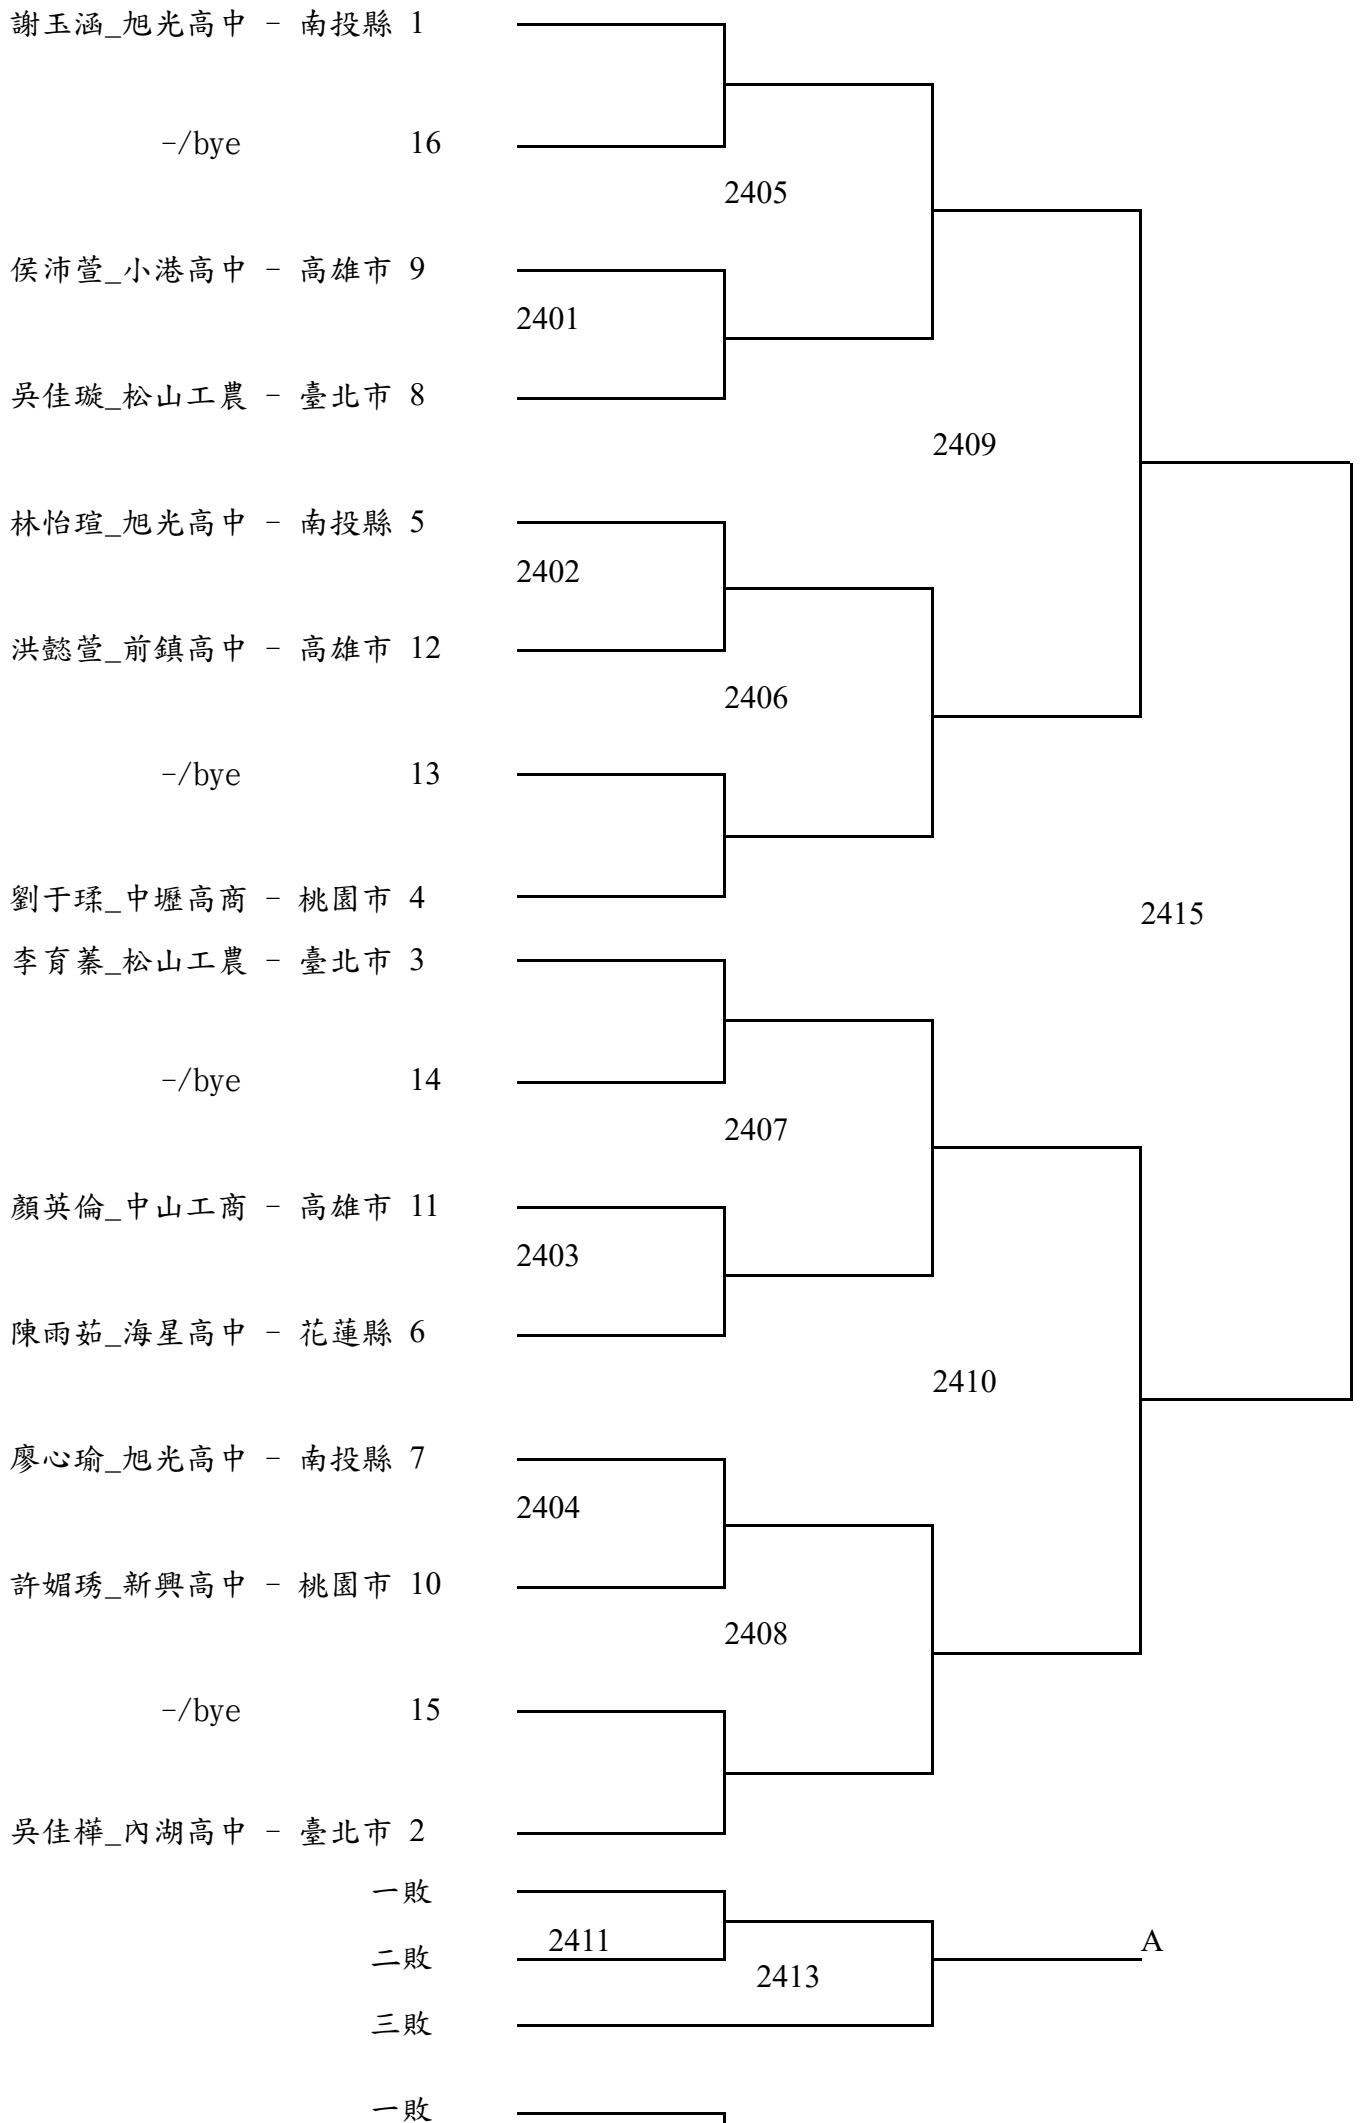 謝玉涵_旭光高中 - 南投縣 1
-/bye 16
2405
侯沛萱_小港高中 - 高雄市 9
2401
吳佳璇_松山工農 - 臺北市 8
2409
林怡瑄_旭光高中 - 南投縣 5
2402
洪懿萱_前鎮高中 - 高雄市 12
2406
-/bye 13
劉于瑈_中壢高商 - 桃園市 4
2415
李育蓁_松山工農 - 臺北市 3
-/bye 14
2407
顏英倫_中山工商 - 高雄市 11
2403
陳雨茹_海星高中 - 花蓮縣 6
2410
廖心瑜_旭光高中 - 南投縣 7
2404
許媚琇_新興高中 - 桃園市 10
2408
-/bye 15
吳佳樺_內湖高中 - 臺北市 2
一敗
2411 A
二敗
2413
三敗
一敗